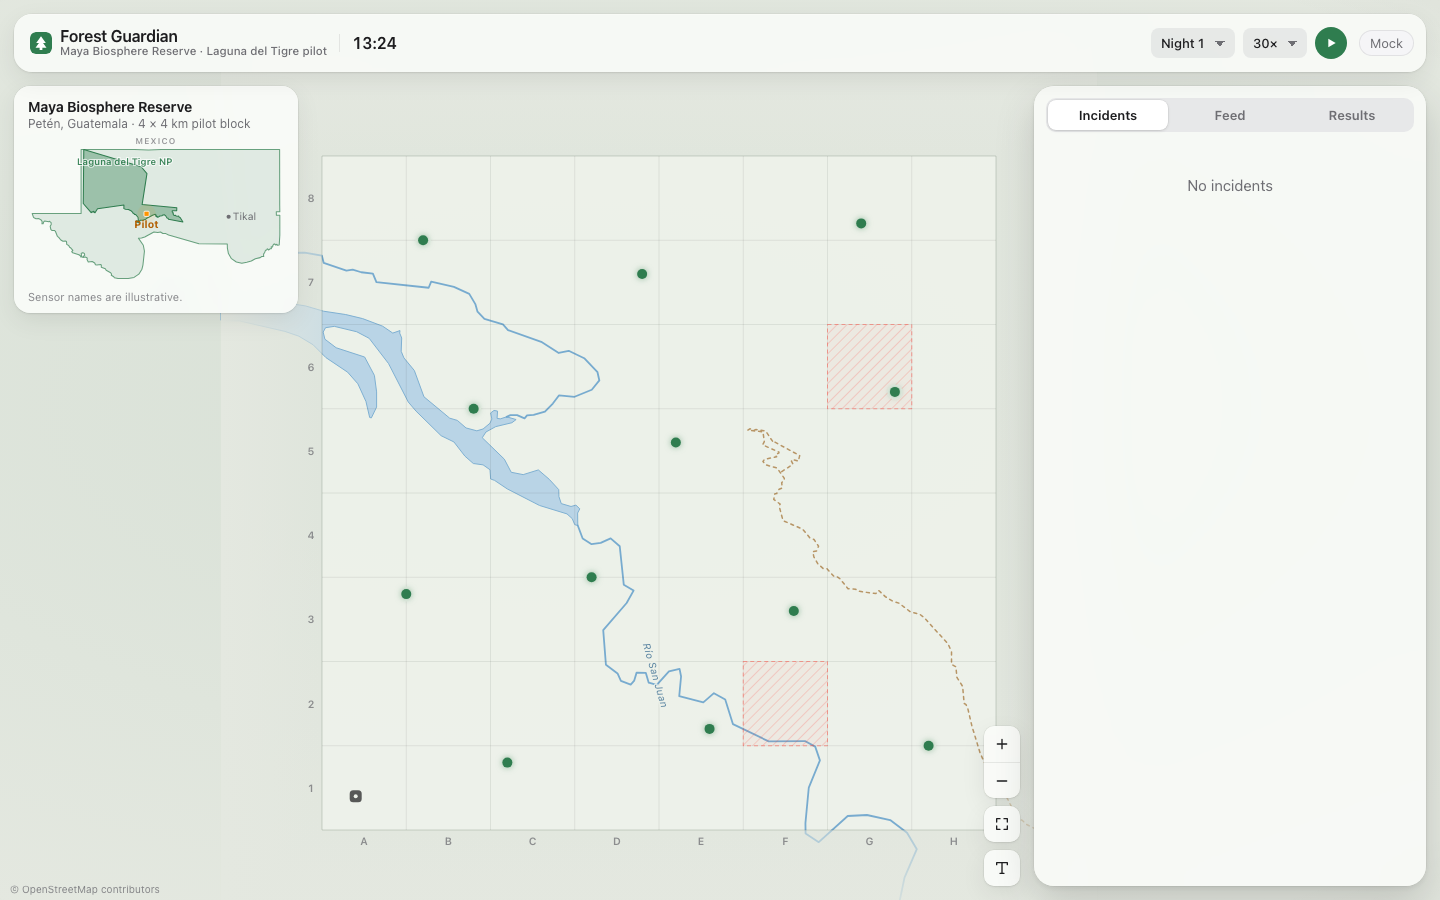 Forest Guardian
Maya Biosphere Reserve · Laguna del Tigre pilot
13:24
Night 1
30×
Mock
Maya Biosphere Reserve
Petén, Guatemala · 4 × 4 km pilot block
MEXICO
Laguna del Tigre NP
Tikal
Pilot
Sensor names are illustrative.
Incidents
Feed
Results
No incidents
8
7
6
5
4
3
2
1
Río San Juan
A
B
C
D
E
F
G
H
© OpenStreetMap contributors